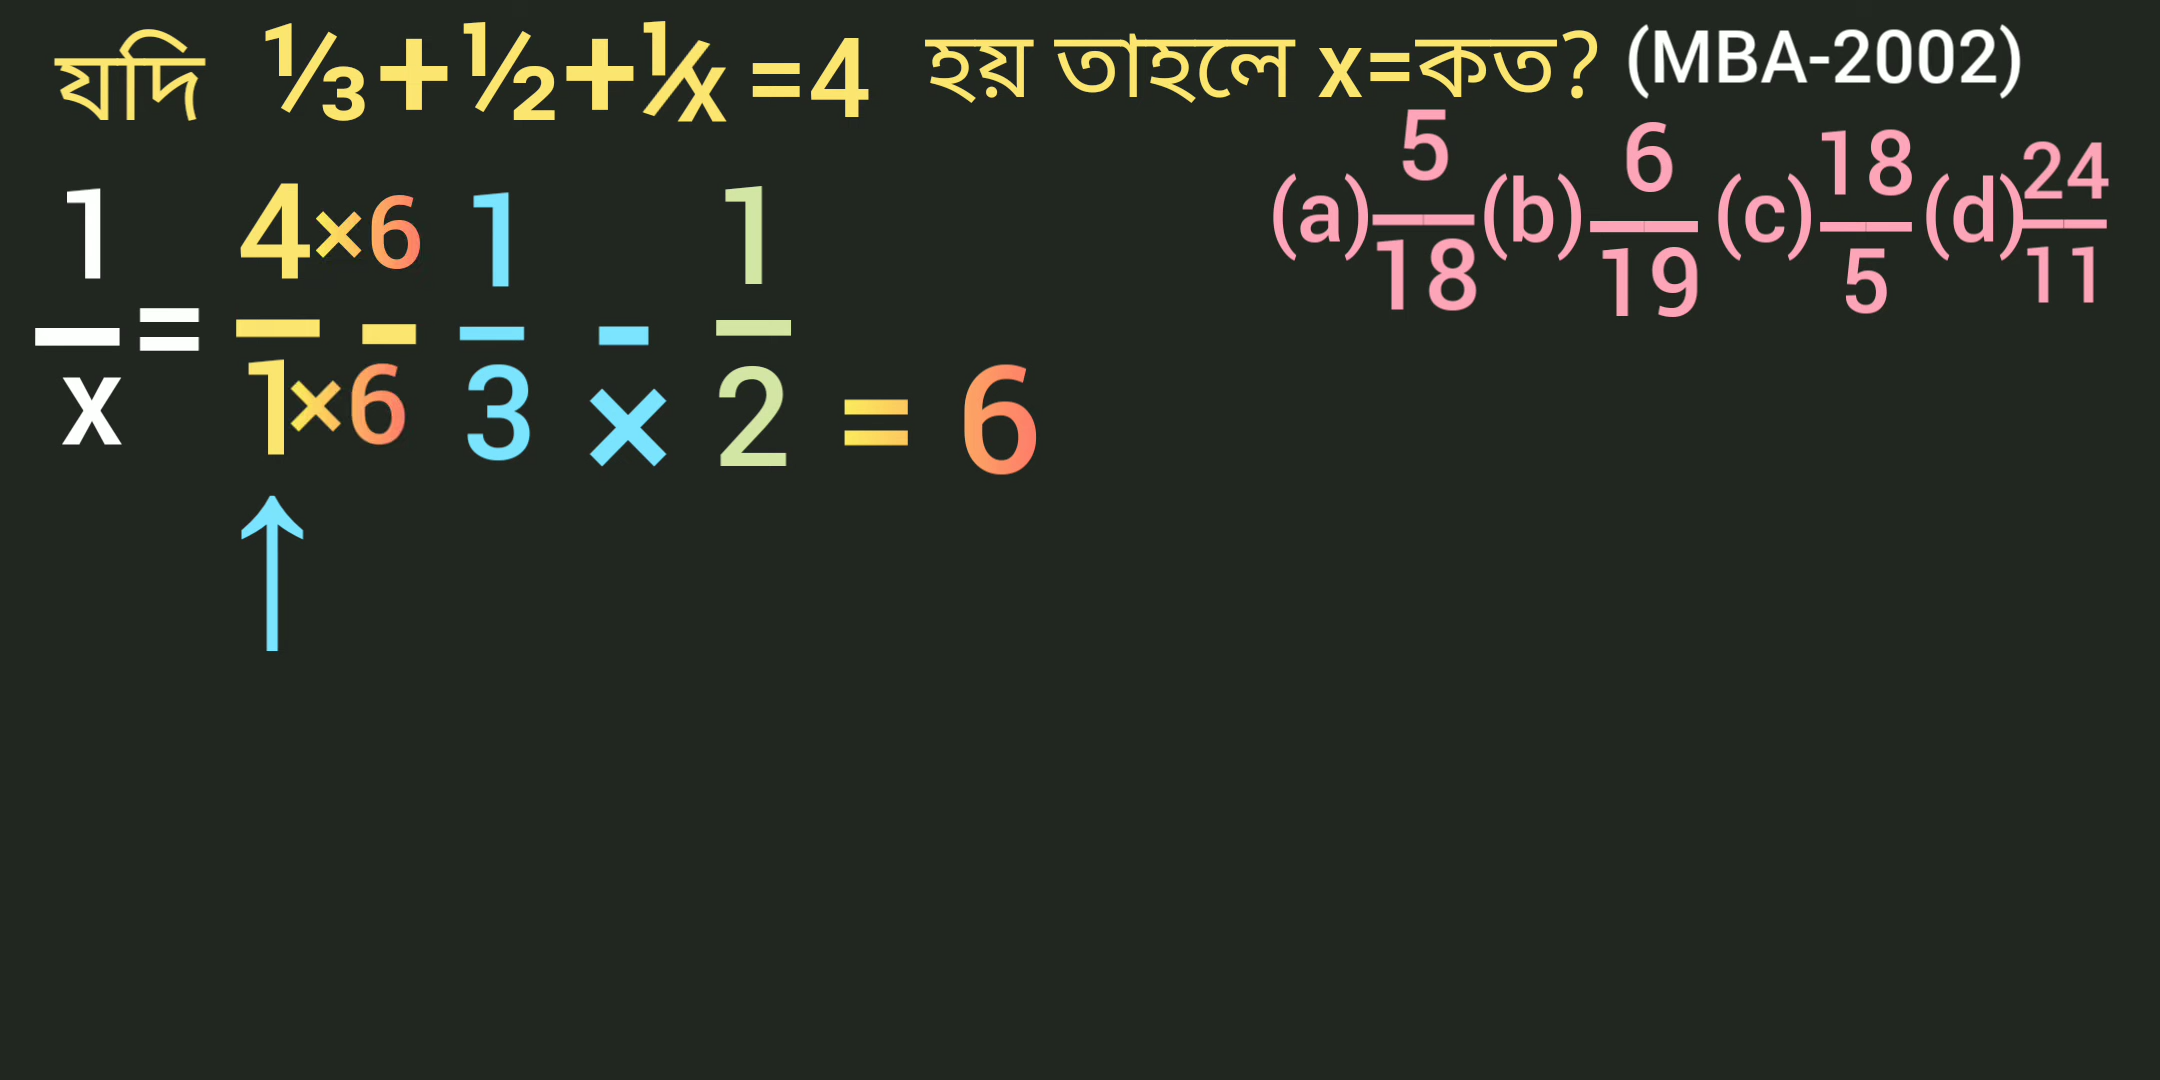 যদি ⅓+½+⅟x =4 হয় তাহলে x=কত? (MBA-2002)
(a) 5/18 (b) 6/19 (c) 18/5 (d) 24/11
1/x = 4×6/1×6 - 1/3 - 1/2
× = 6
↑